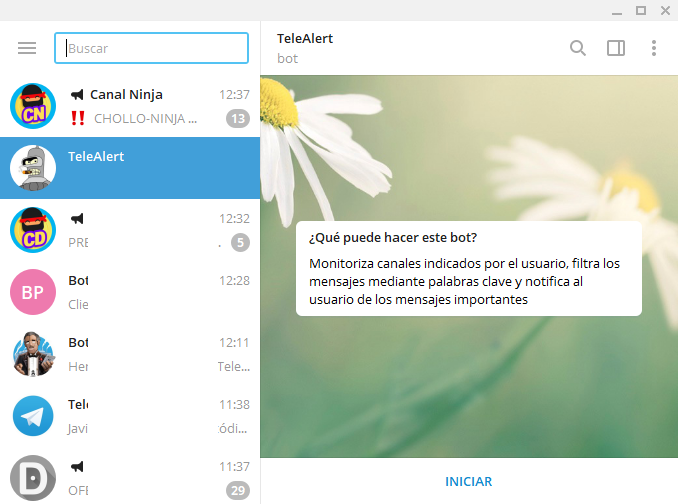 Buscar
TeleAlert
bot
CN
Canal Ninja
12:37
CHOLLO-NINJA ...
13
TeleAlert
CD
12:32
PRE
.
5
BP
Bot
12:28
Clie
Bot
12:11
Her
Tele...
Tel
11:38
Javi
ódi...
D
11:37
OFE
29
¿Qué puede hacer este bot?
Monitoriza canales indicados por el usuario, filtra los
mensajes mediante palabras clave y notifica al
usuario de los mensajes importantes
INICIAR